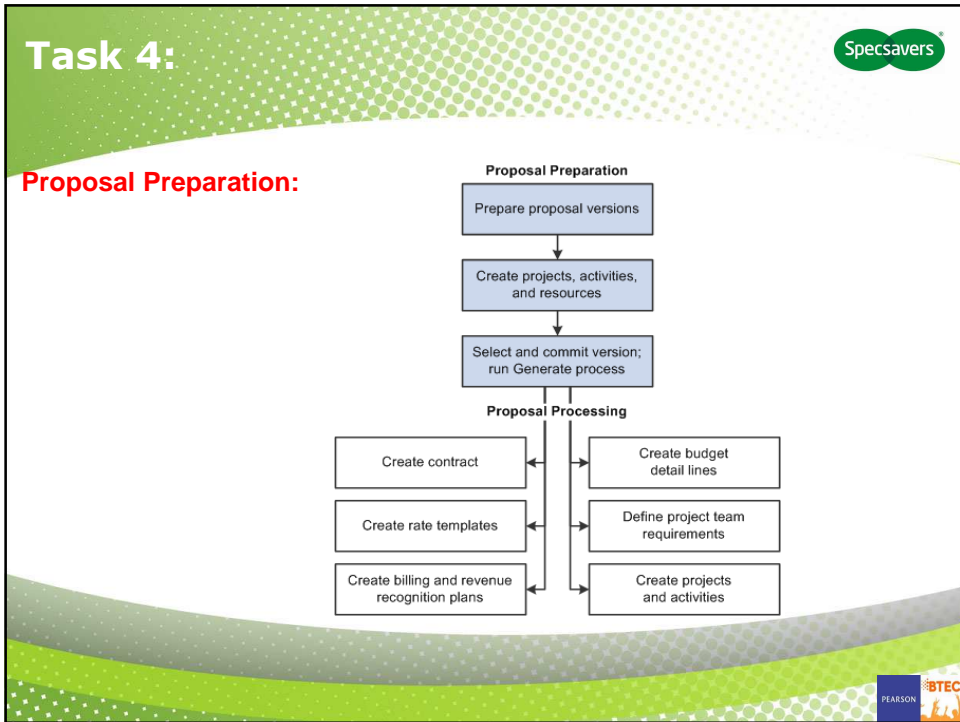 Task 4:
Specsavers
Proposal Preparation:
Proposal Preparation
Prepare proposal versions
Create projects, activities,
and resources
Select and commit version;
run Generate process
Proposal Processing
Create contract
Create budget
detail lines
Create rate templates
Define project team
requirements
Create billing and revenue
recognition plans
Create projects
and activities
PEARSON
BTEC